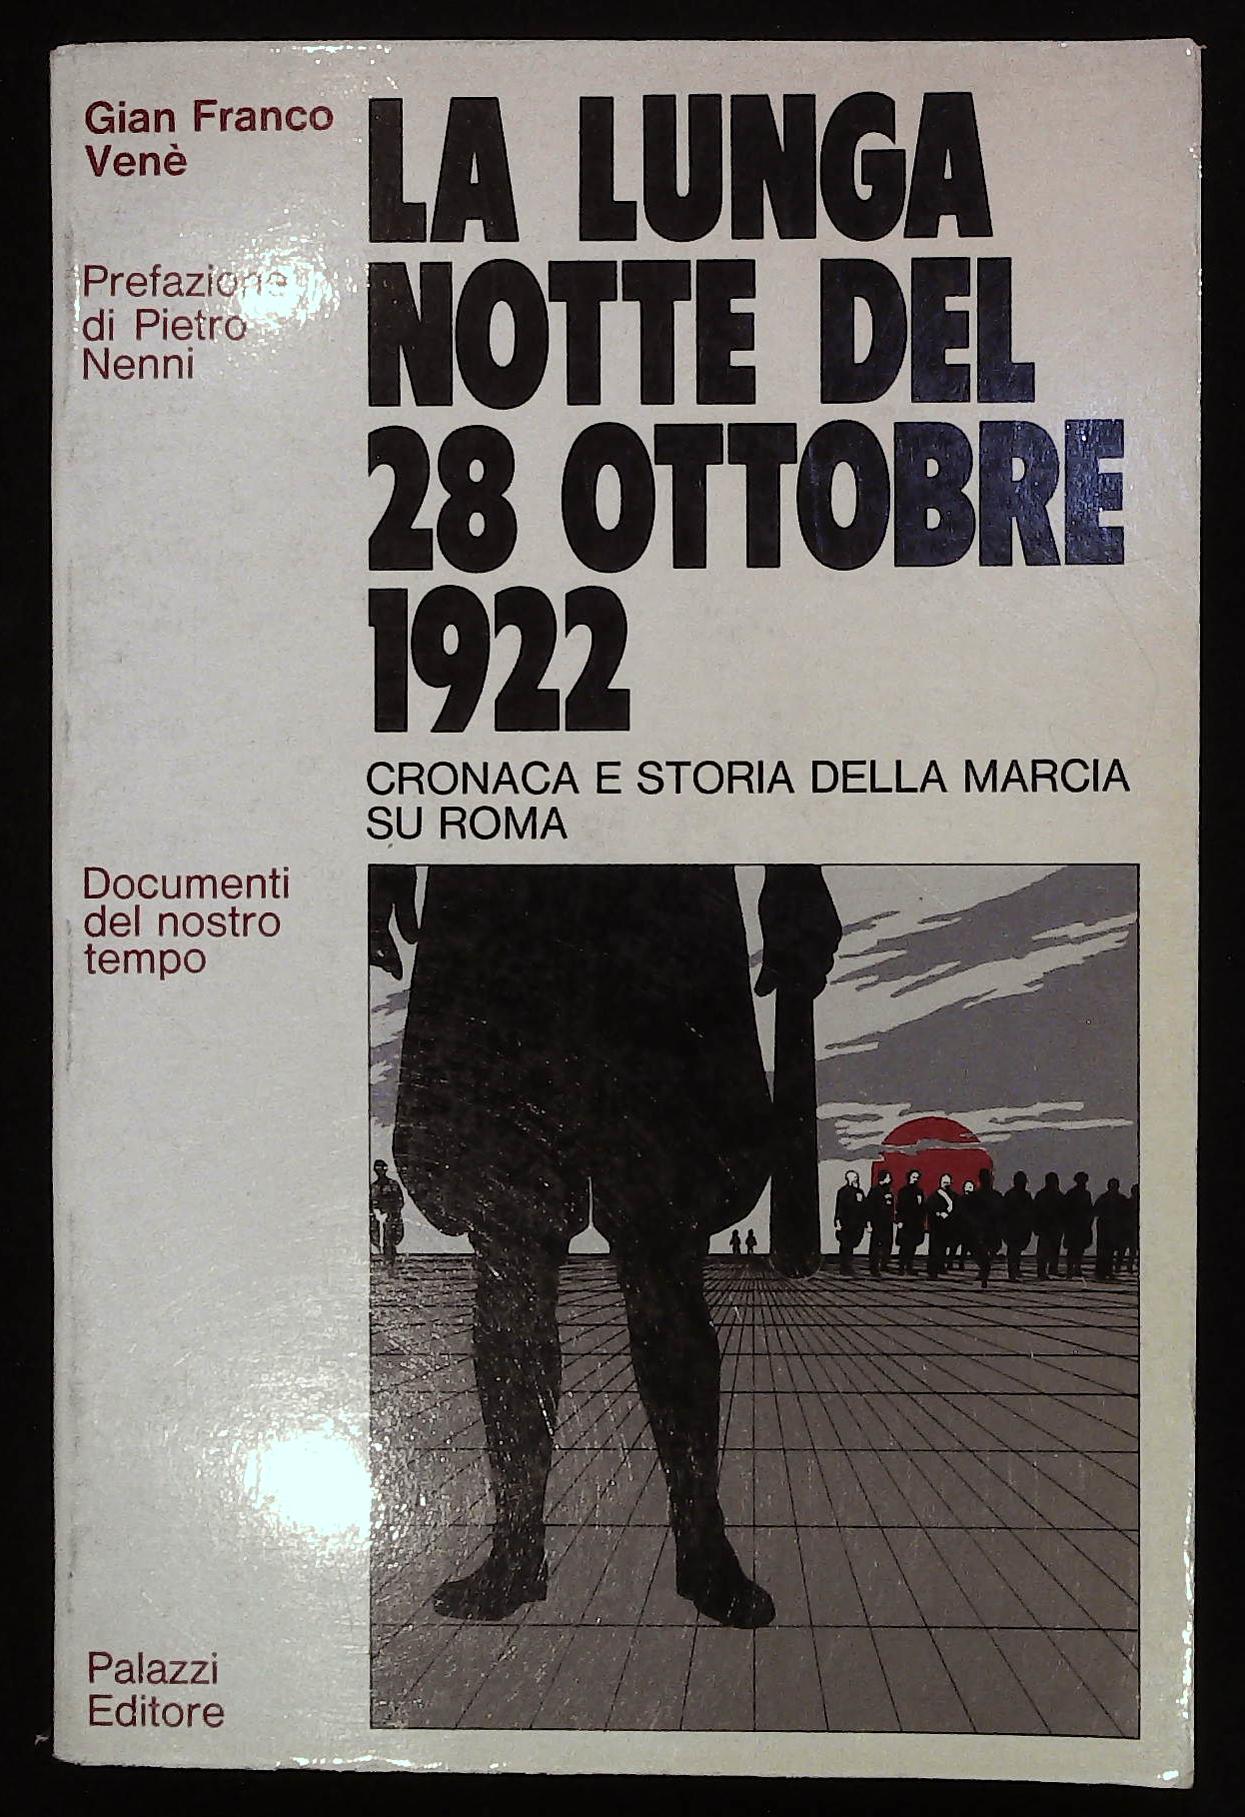 Gian Franco
Venè
Prefazione
di Pietro
Nenni
LA LUNGA
NOTTE DEL
28 OTTOBRE
1922
CRONACA E STORIA DELLA MARCIA
SU ROMA
Documenti
del nostro
tempo
Palazzi
Editore